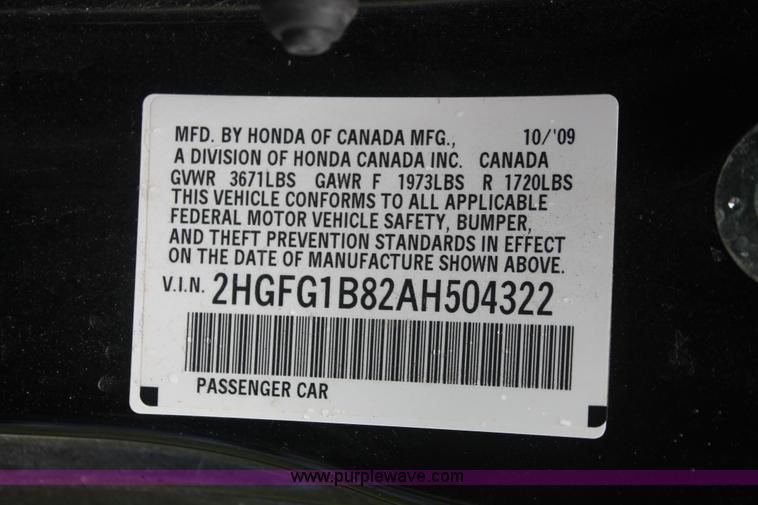 MFD. BY HONDA OF CANADA MFG., 10/'09
A DIVISION OF HONDA CANADA INC. CANADA
GVWR 3671LBS GAWR F 1973LBS R 1720LBS
THIS VEHICLE CONFORMS TO ALL APPLICABLE
FEDERAL MOTOR VEHICLE SAFETY, BUMPER,
AND THEFT PREVENTION STANDARDS IN EFFECT
ON THE DATE OF MANUFACTURE SHOWN ABOVE.
V.I.N. 2HGFG1B82AH504322
PASSENGER CAR
www.purplewave.com